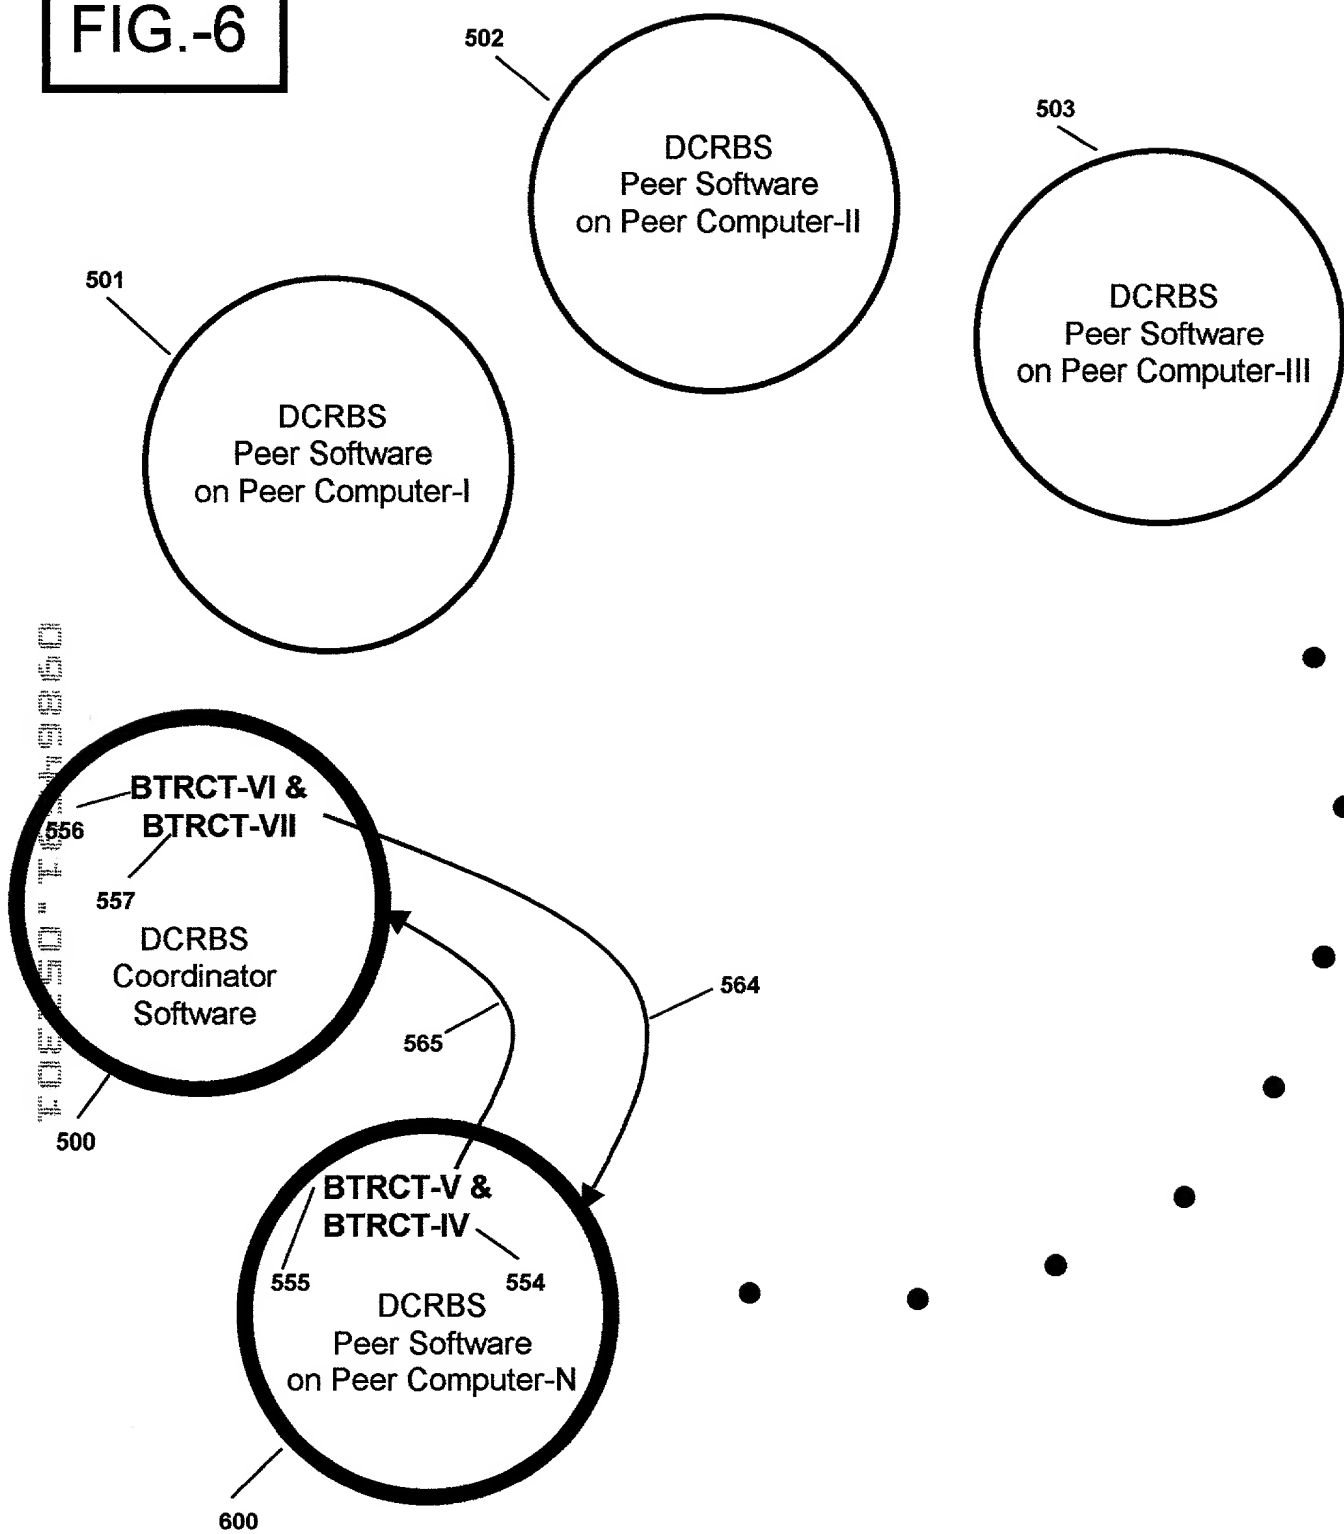 FIG.-6
502
DCRBS
Peer Software
on Peer Computer-II
503
DCRBS
Peer Software
on Peer Computer-III
501
DCRBS
Peer Software
on Peer Computer-I
BTRCT-VI &
556
BTRCT-VII
557
DCRBS
Coordinator
Software
500
565
564
BTRCT-V &
BTRCT-IV
555
554
DCRBS
Peer Software
on Peer Computer-N
600